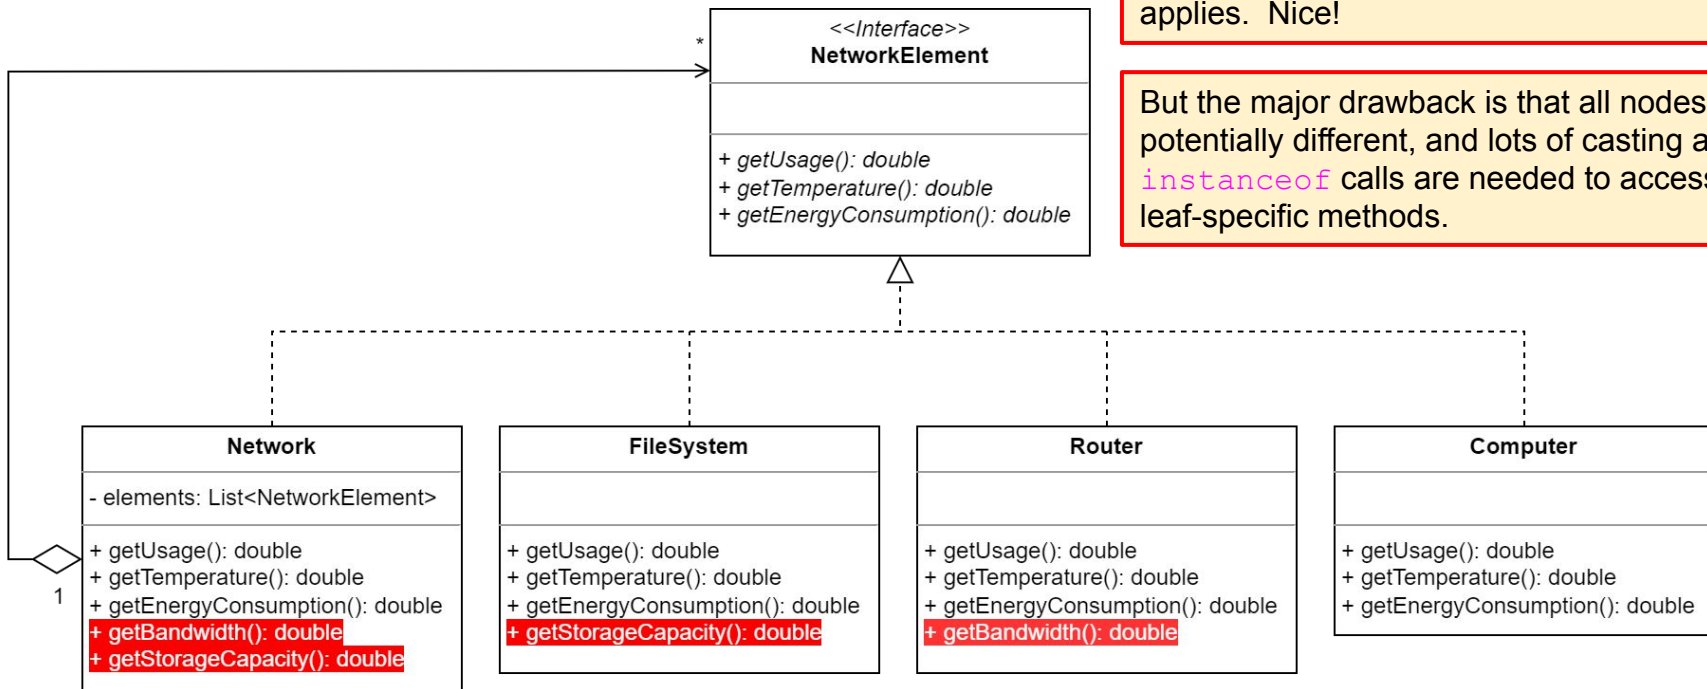 applies. Nice!
But the major drawback is that all nodes
potentially different, and lots of casting a
instanceof calls are needed to access
leaf-specific methods.
<<Interface>>
NetworkElement
+ getUsage(): double
+ getTemperature(): double
+ getEnergyConsumption(): double
*
1
Network
- elements: List<NetworkElement>
+ getUsage(): double
+ getTemperature(): double
+ getEnergyConsumption(): double
+ getBandwidth(): double
+ getStorageCapacity(): double
FileSystem
+ getUsage(): double
+ getTemperature(): double
+ getEnergyConsumption(): double
+ getStorageCapacity(): double
Router
+ getUsage(): double
+ getTemperature(): double
+ getEnergyConsumption(): double
+ getBandwidth(): double
Computer
+ getUsage(): double
+ getTemperature(): double
+ getEnergyConsumption(): double